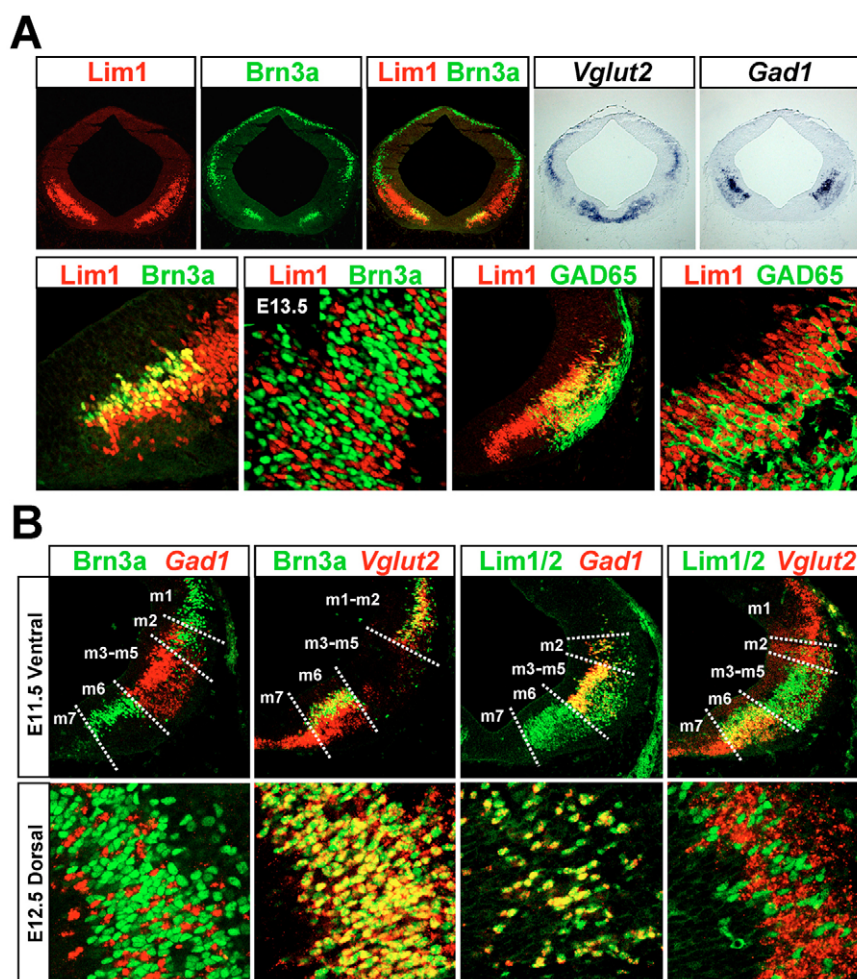 A
Lim1 Brn3a Lim1 Brn3a Vglut2 Gad1
Lim1 Brn3a Lim1 Brn3a Lim1 GAD65 Lim1 GAD65
E13.5
B
Brn3a Gad1 Brn3a Vglut2 Lim1/2 Gad1 Lim1/2 Vglut2
E11.5 Ventral
m1
m2
m3-m5
m6
m7
m1-m2
m3-m5
m6
m7
m2
m3-m5
m6
m7
m1
m2
m3-m5
m6
m7
E12.5 Dorsal